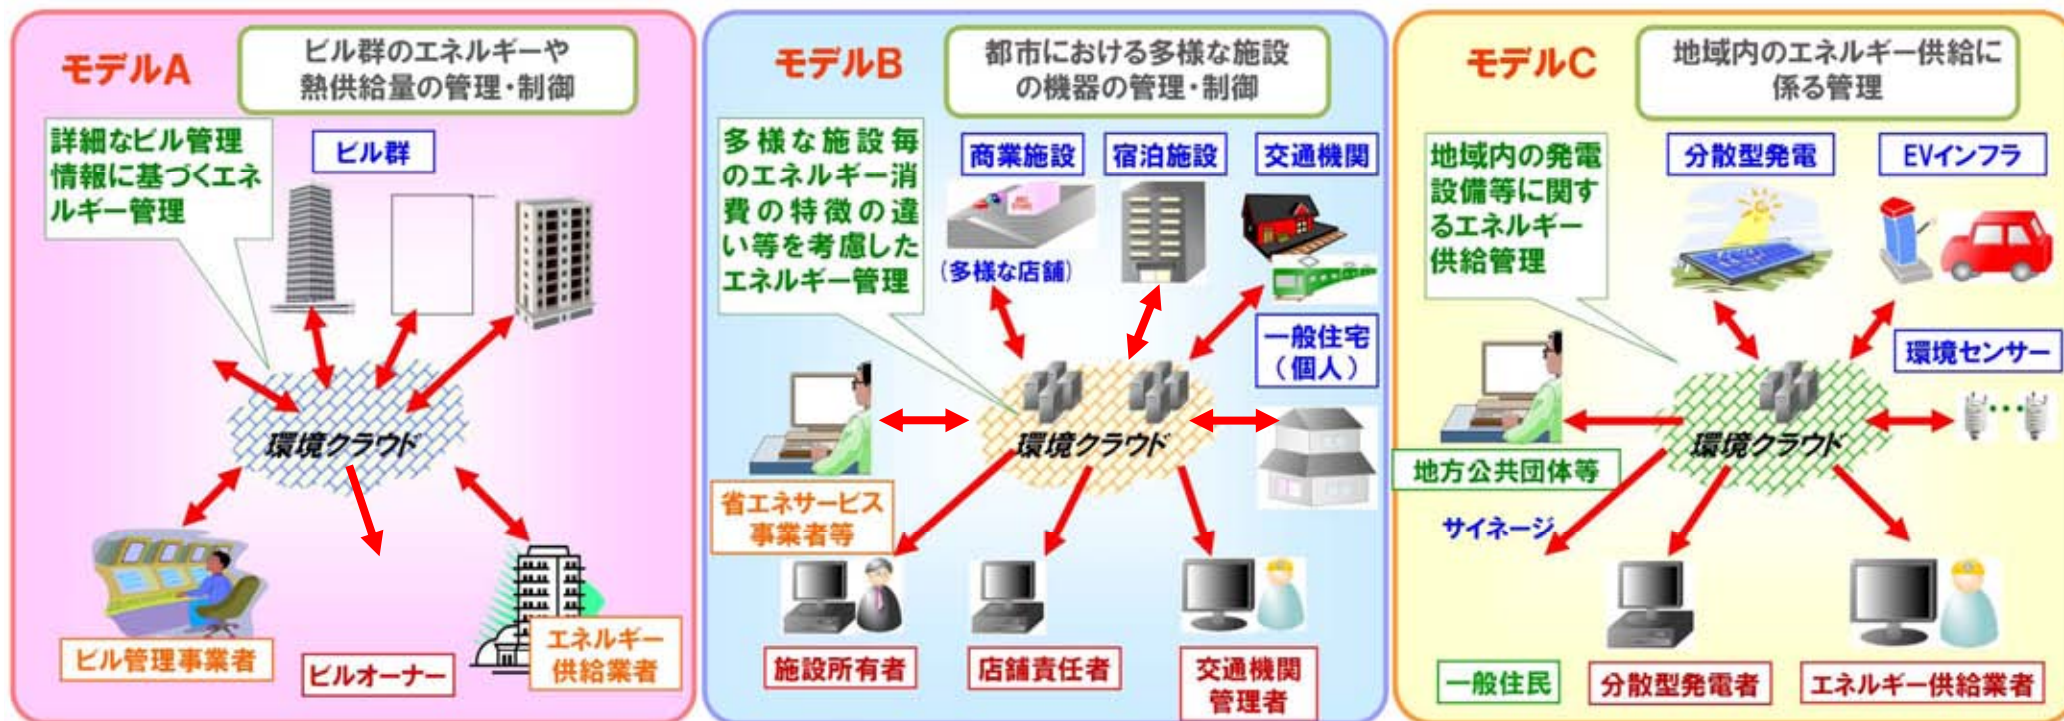 モデルA
ビル群のエネルギーや
熱供給量の管理・制御
詳細なビル管理
情報に基づくエネ
ルギー管理
ビル群
環境クラウド
ビル管理事業者
ビルオーナー
エネルギー
供給業者
モデルB
都市における多様な施設
の機器の管理・制御
多様な施設毎
のエネルギー消
費の特徴の違
い等を考慮した
エネルギー管理
商業施設
(多様な店舗)
宿泊施設
交通機関
一般住宅
（個人）
環境クラウド
省エネサービス
事業者等
施設所有者
店舗責任者
交通機関
管理者
モデルC
地域内のエネルギー供給に
係る管理
地域内の発電
設備等に関す
るエネルギー
供給管理
分散型発電
EVインフラ
環境センサー
環境クラウド
地方公共団体等
サイネージ
一般住民
分散型発電者
エネルギー供給業者